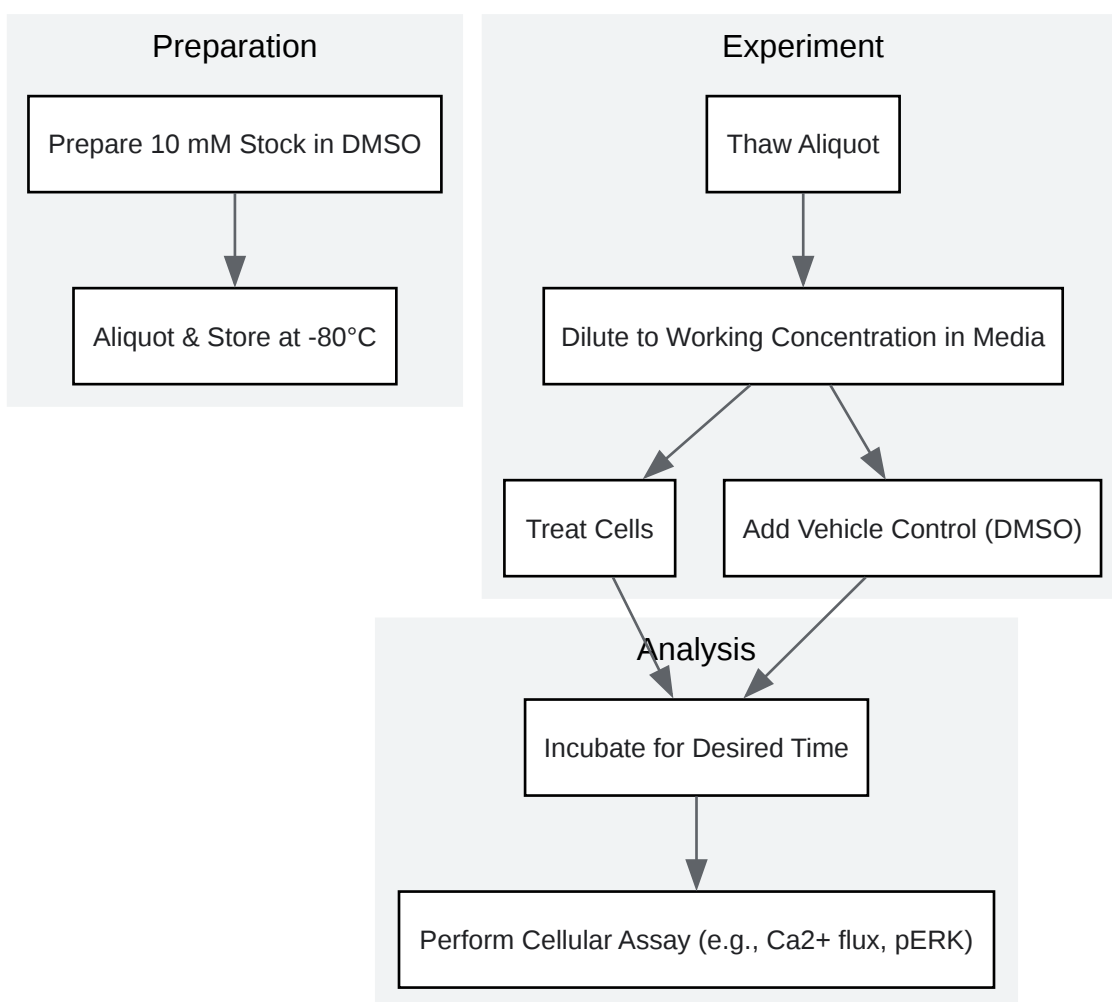 Preparation
Prepare 10 mM Stock in DMSO
Aliquot & Store at -80°C
Experiment
Thaw Aliquot
Dilute to Working Concentration in Media
Treat Cells
Add Vehicle Control (DMSO)
Analysis
Incubate for Desired Time
Perform Cellular Assay (e.g., Ca2+ flux, pERK)